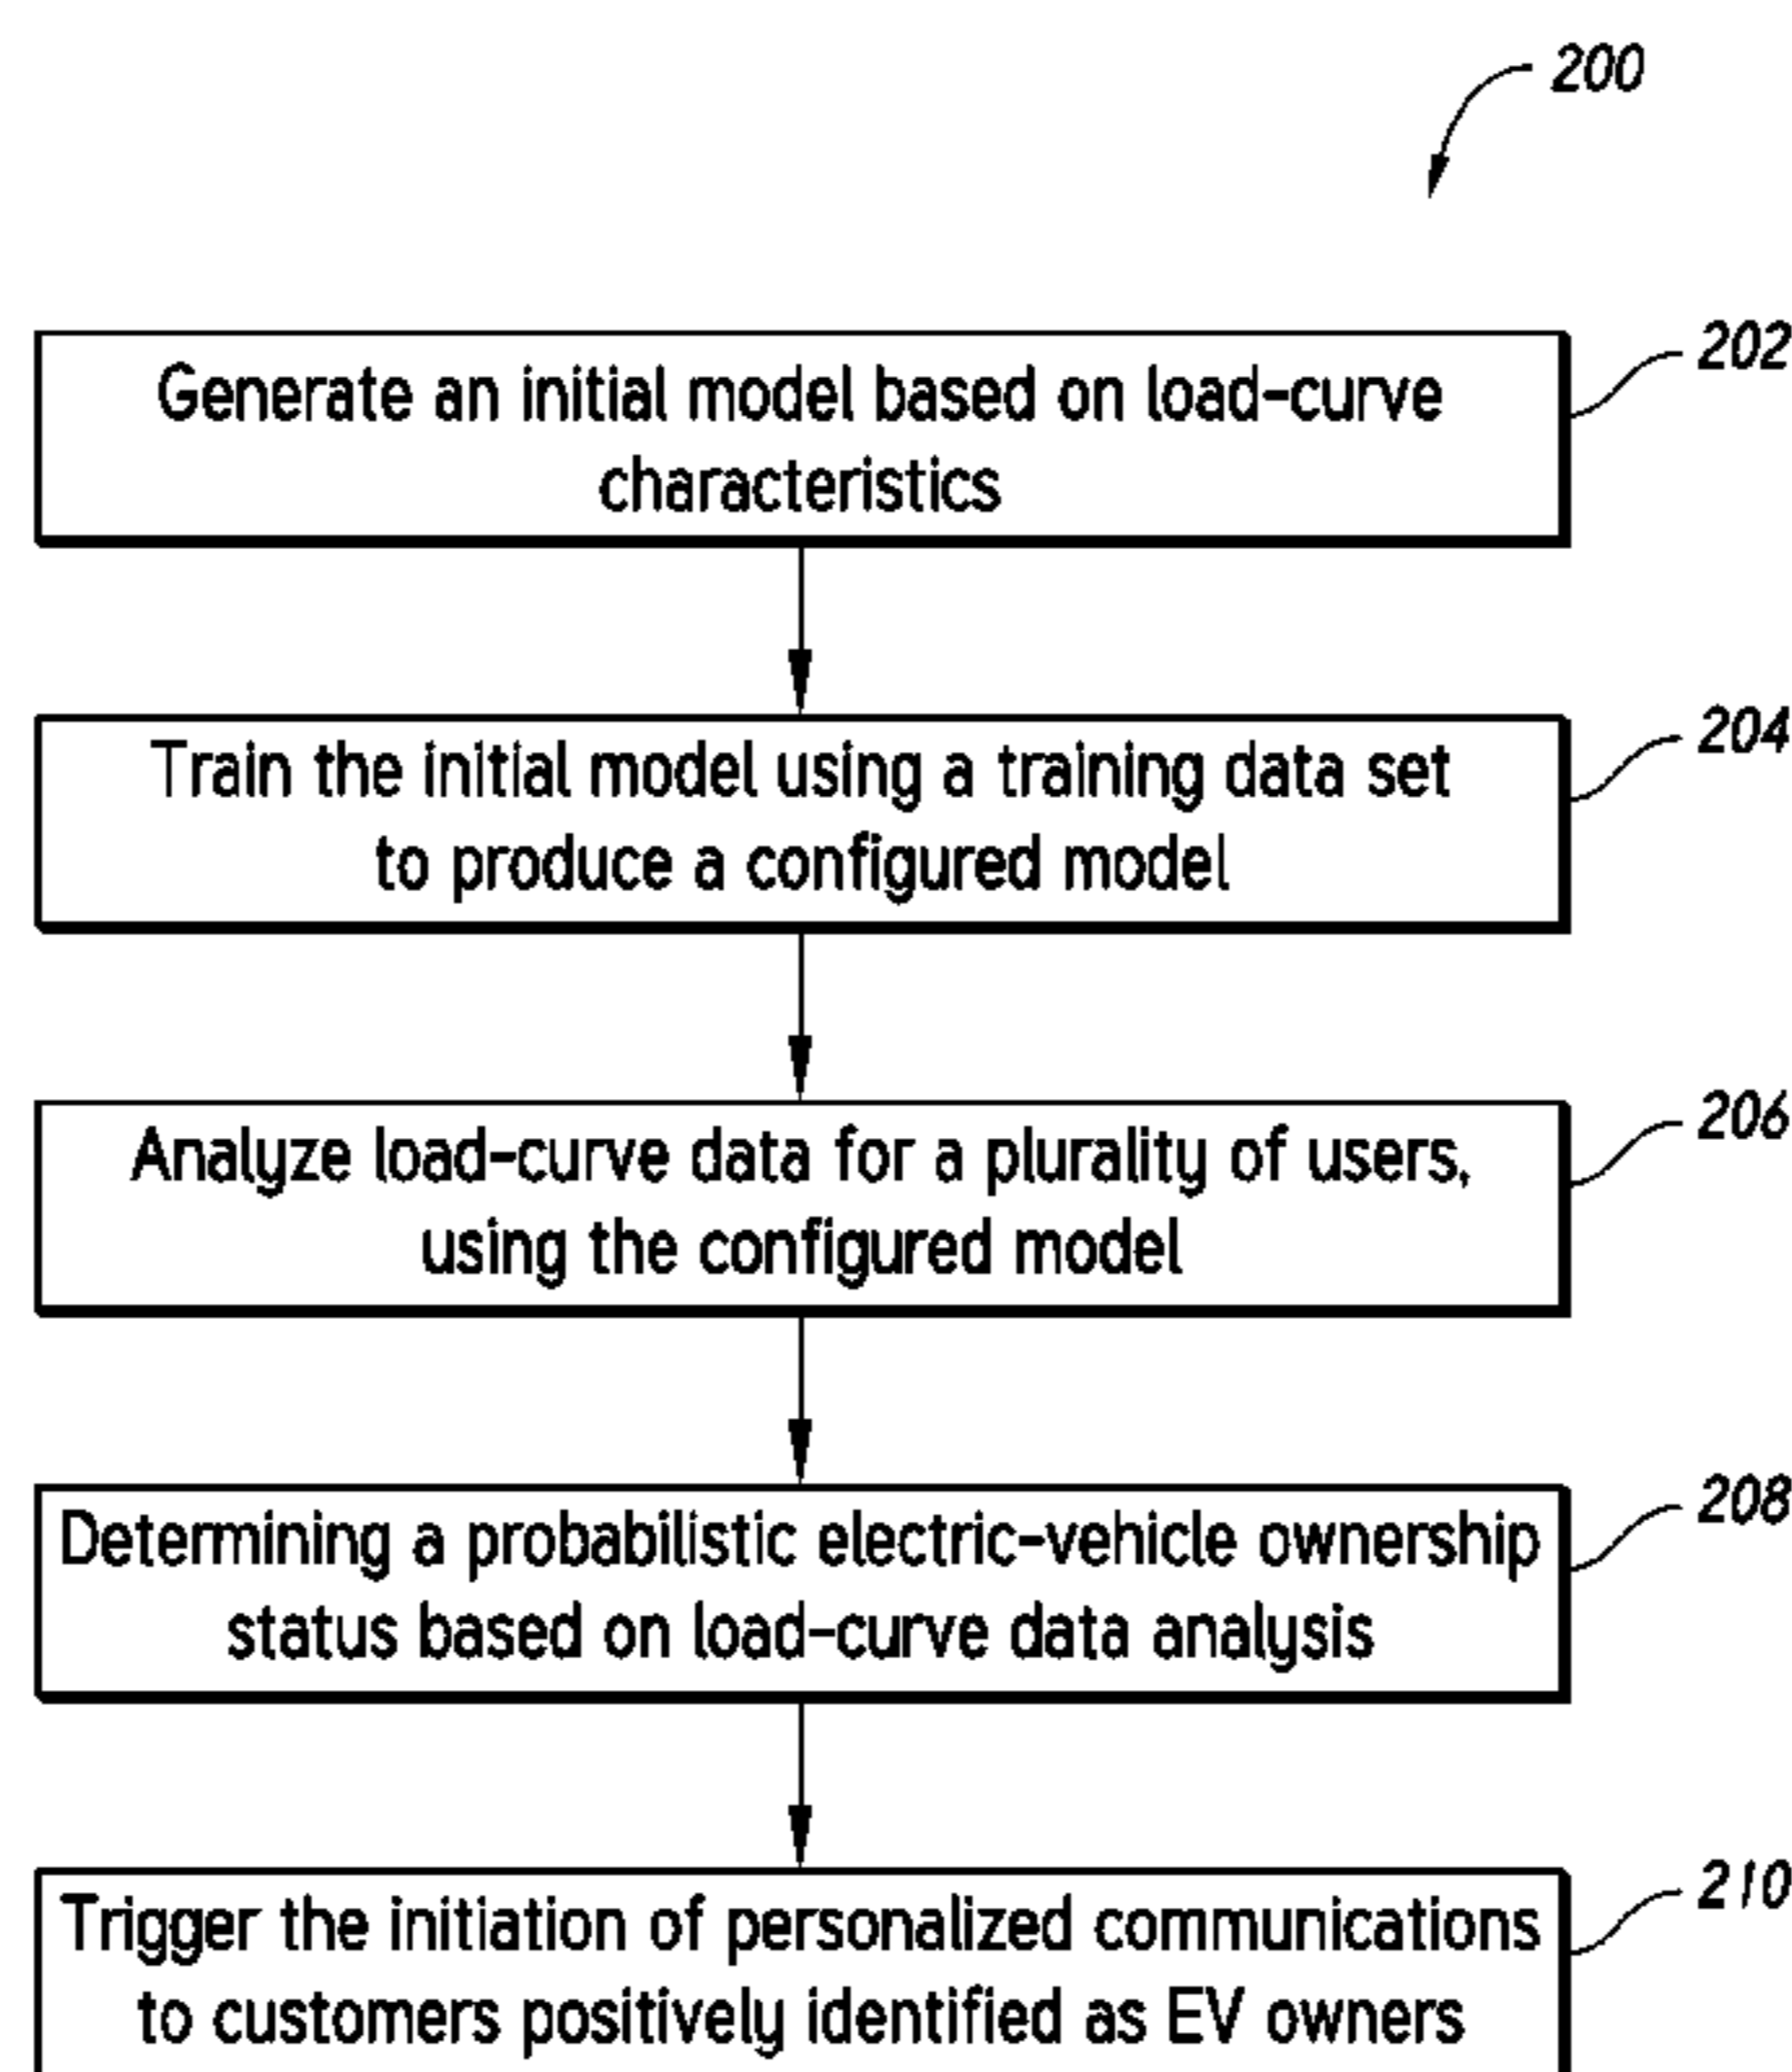 200
202
Generate an initial model based on load-curve
characteristics
204
Train the initial model using a training data set
to produce a configured model
206
Analyze load-curve data for a plurality of users,
using the configured model
208
Determining a probabilistic electric-vehicle ownership
status based on load-curve data analysis
210
Trigger the initiation of personalized communications
to customers positively identified as EV owners